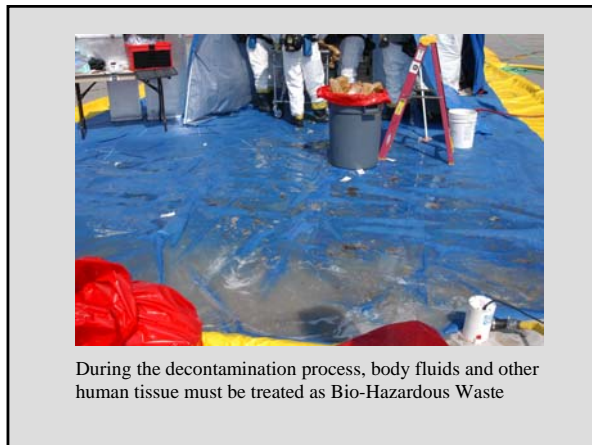 During the decontamination process, body fluids and other
human tissue must be treated as Bio-Hazardous Waste